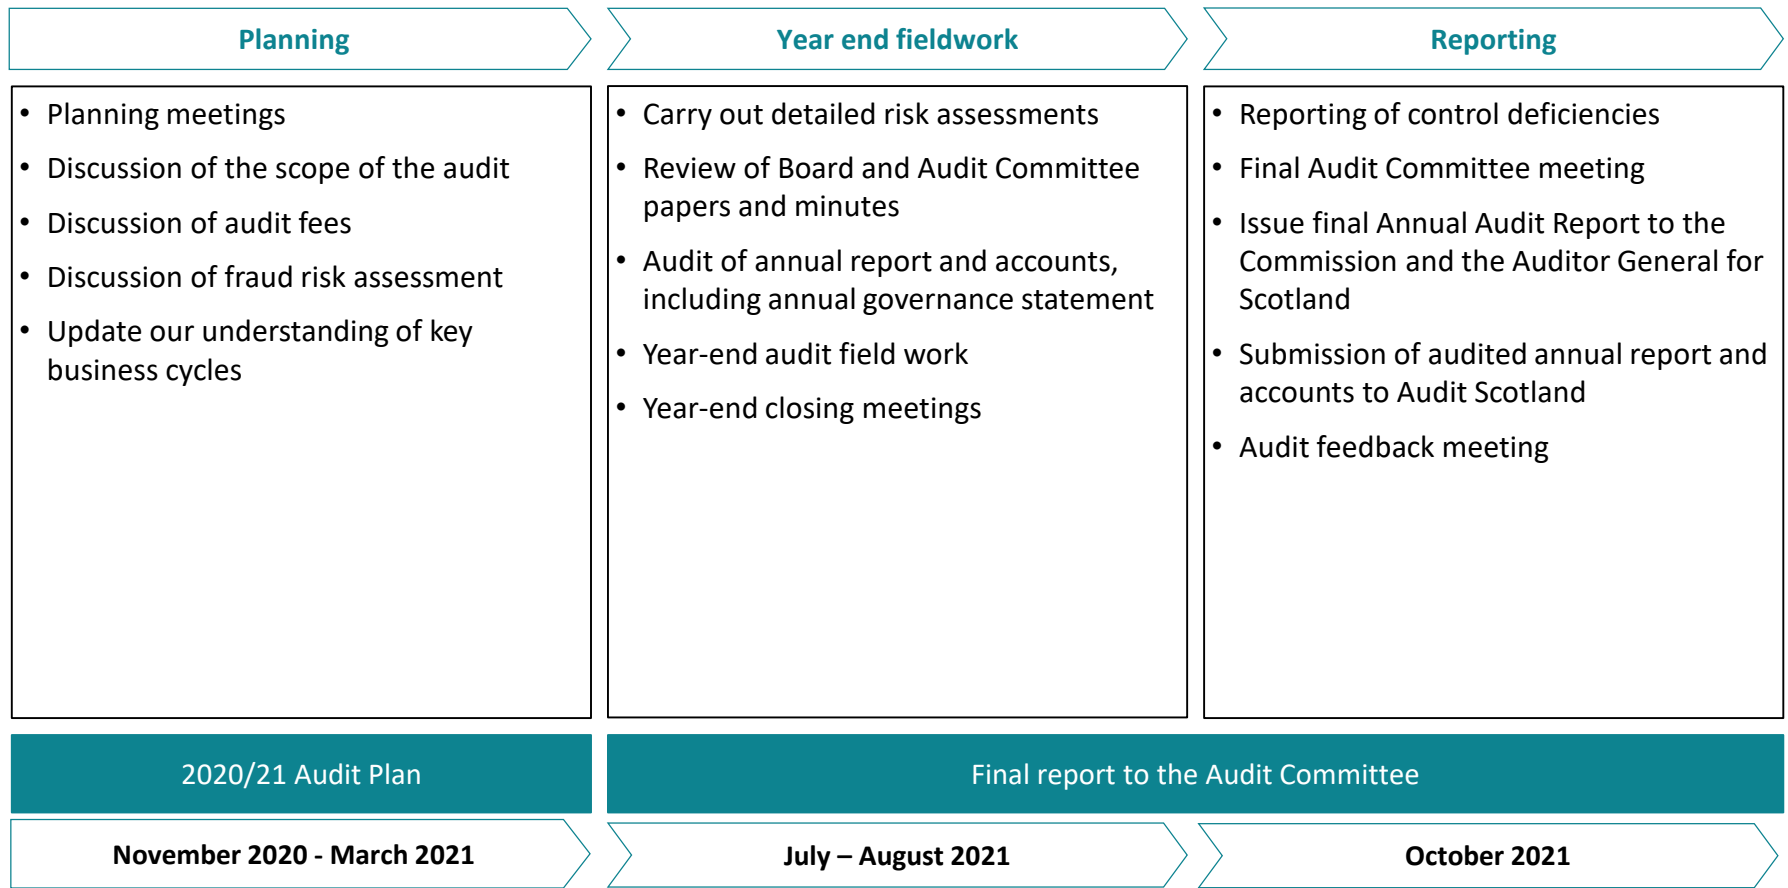 Planning
Year end fieldwork
Reporting
• Planning meetings
• Discussion of the scope of the audit
• Discussion of audit fees
• Discussion of fraud risk assessment
• Update our understanding of key
business cycles
• Carry out detailed risk assessments
• Review of Board and Audit Committee
papers and minutes
• Audit of annual report and accounts,
including annual governance statement
• Year-end audit field work
• Year-end closing meetings
• Reporting of control deficiencies
• Final Audit Committee meeting
• Issue final Annual Audit Report to the
Commission and the Auditor General for
Scotland
• Submission of audited annual report and
accounts to Audit Scotland
• Audit feedback meeting
2020/21 Audit Plan
Final report to the Audit Committee
November 2020 - March 2021
July – August 2021
October 2021